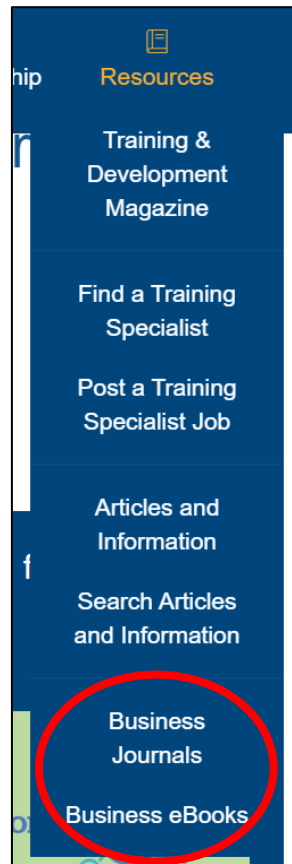 hip
Resources
Training &
Development
Magazine
Find a Training
Specialist
Post a Training
Specialist Job
Articles and
Information
f
Search Articles
and Information
Business
Journals
Business eBooks